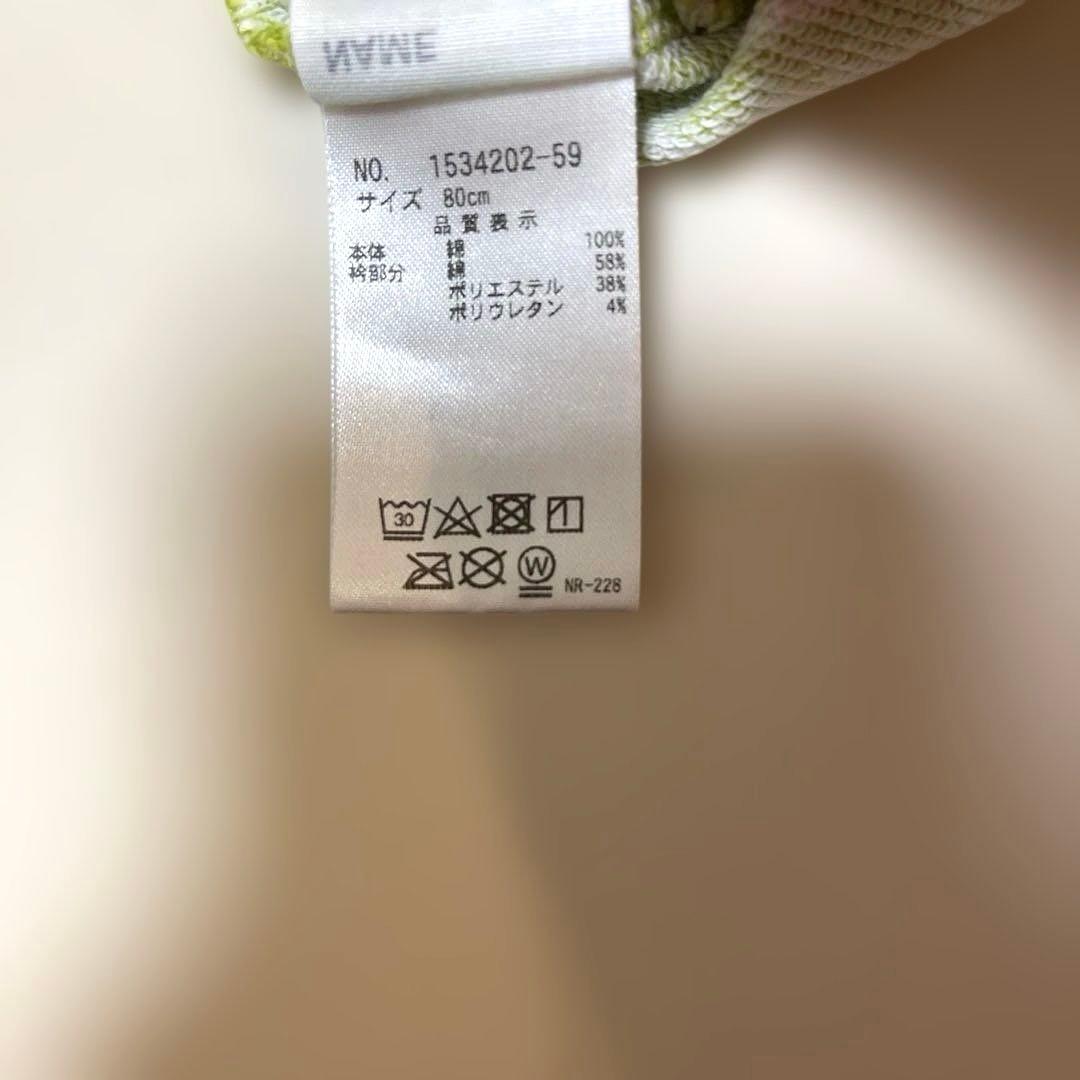 NAME
NO. 1534202-59
サイズ 80cm
品質表示
本体 綿 100%
衿部分 綿 58%
ポリエステル 38%
ポリウレタン 4%
30
W NR-228